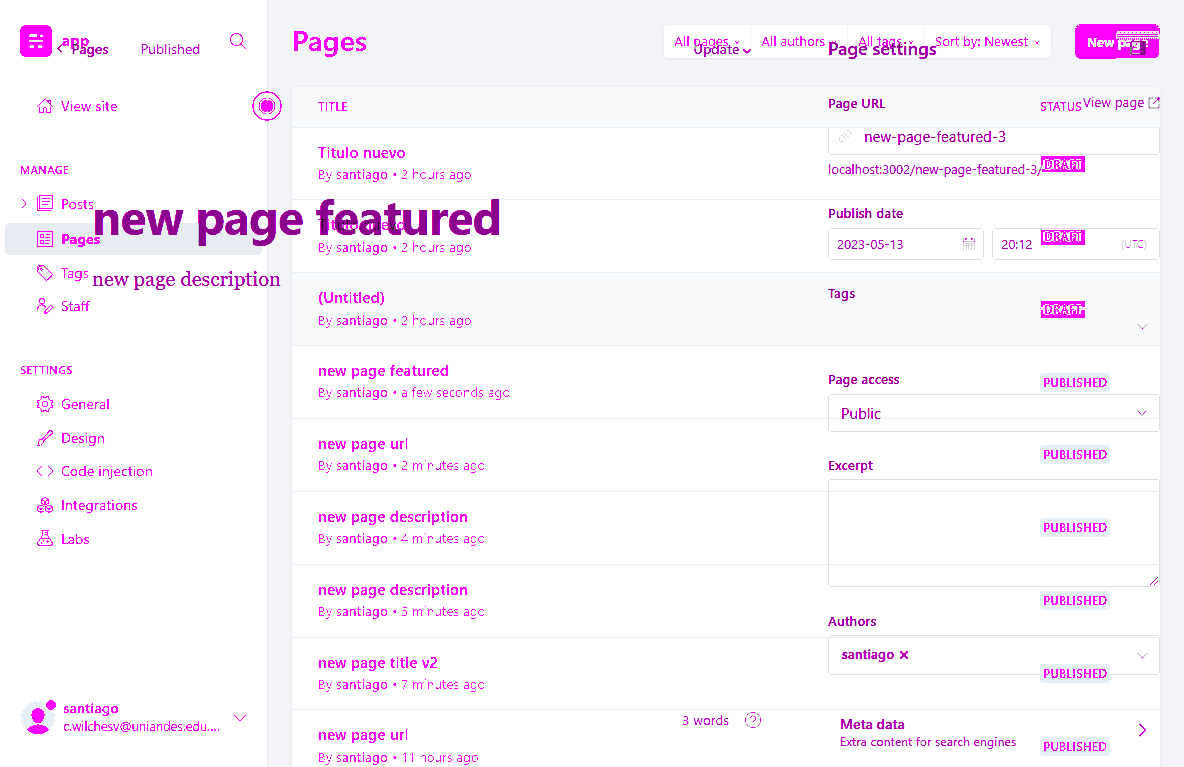 app
Pages
Published
Pages
All pages
All authors
All tags
Sort by: Newest
New page
Update
Page settings
View site
TITLE
STATUS
Page URL
View page
new-page-featured-3
localhost:3002/new-page-featured-3/
Titulo nuevo
By santiago • 2 hours ago
DRAFT
MANAGE
Posts
Pages
Tags
Staff
new page featured
new page description
Titulo nuevo
By santiago • 2 hours ago
DRAFT
Publish date
2023-05-13
20:12
(UTC)
(Untitled)
By santiago • 2 hours ago
DRAFT
Tags
SETTINGS
General
Design
Code injection
Integrations
Labs
new page featured
By santiago • a few seconds ago
PUBLISHED
Page access
Public
new page url
By santiago • 2 minutes ago
PUBLISHED
Excerpt
new page description
By santiago • 4 minutes ago
PUBLISHED
new page description
By santiago • 5 minutes ago
PUBLISHED
Authors
santiago ×
new page title v2
By santiago • 7 minutes ago
PUBLISHED
santiago
c.wilchesv@uniandes.edu....
3 words
?
Meta data
Extra content for search engines
new page url
By santiago • 11 hours ago
PUBLISHED